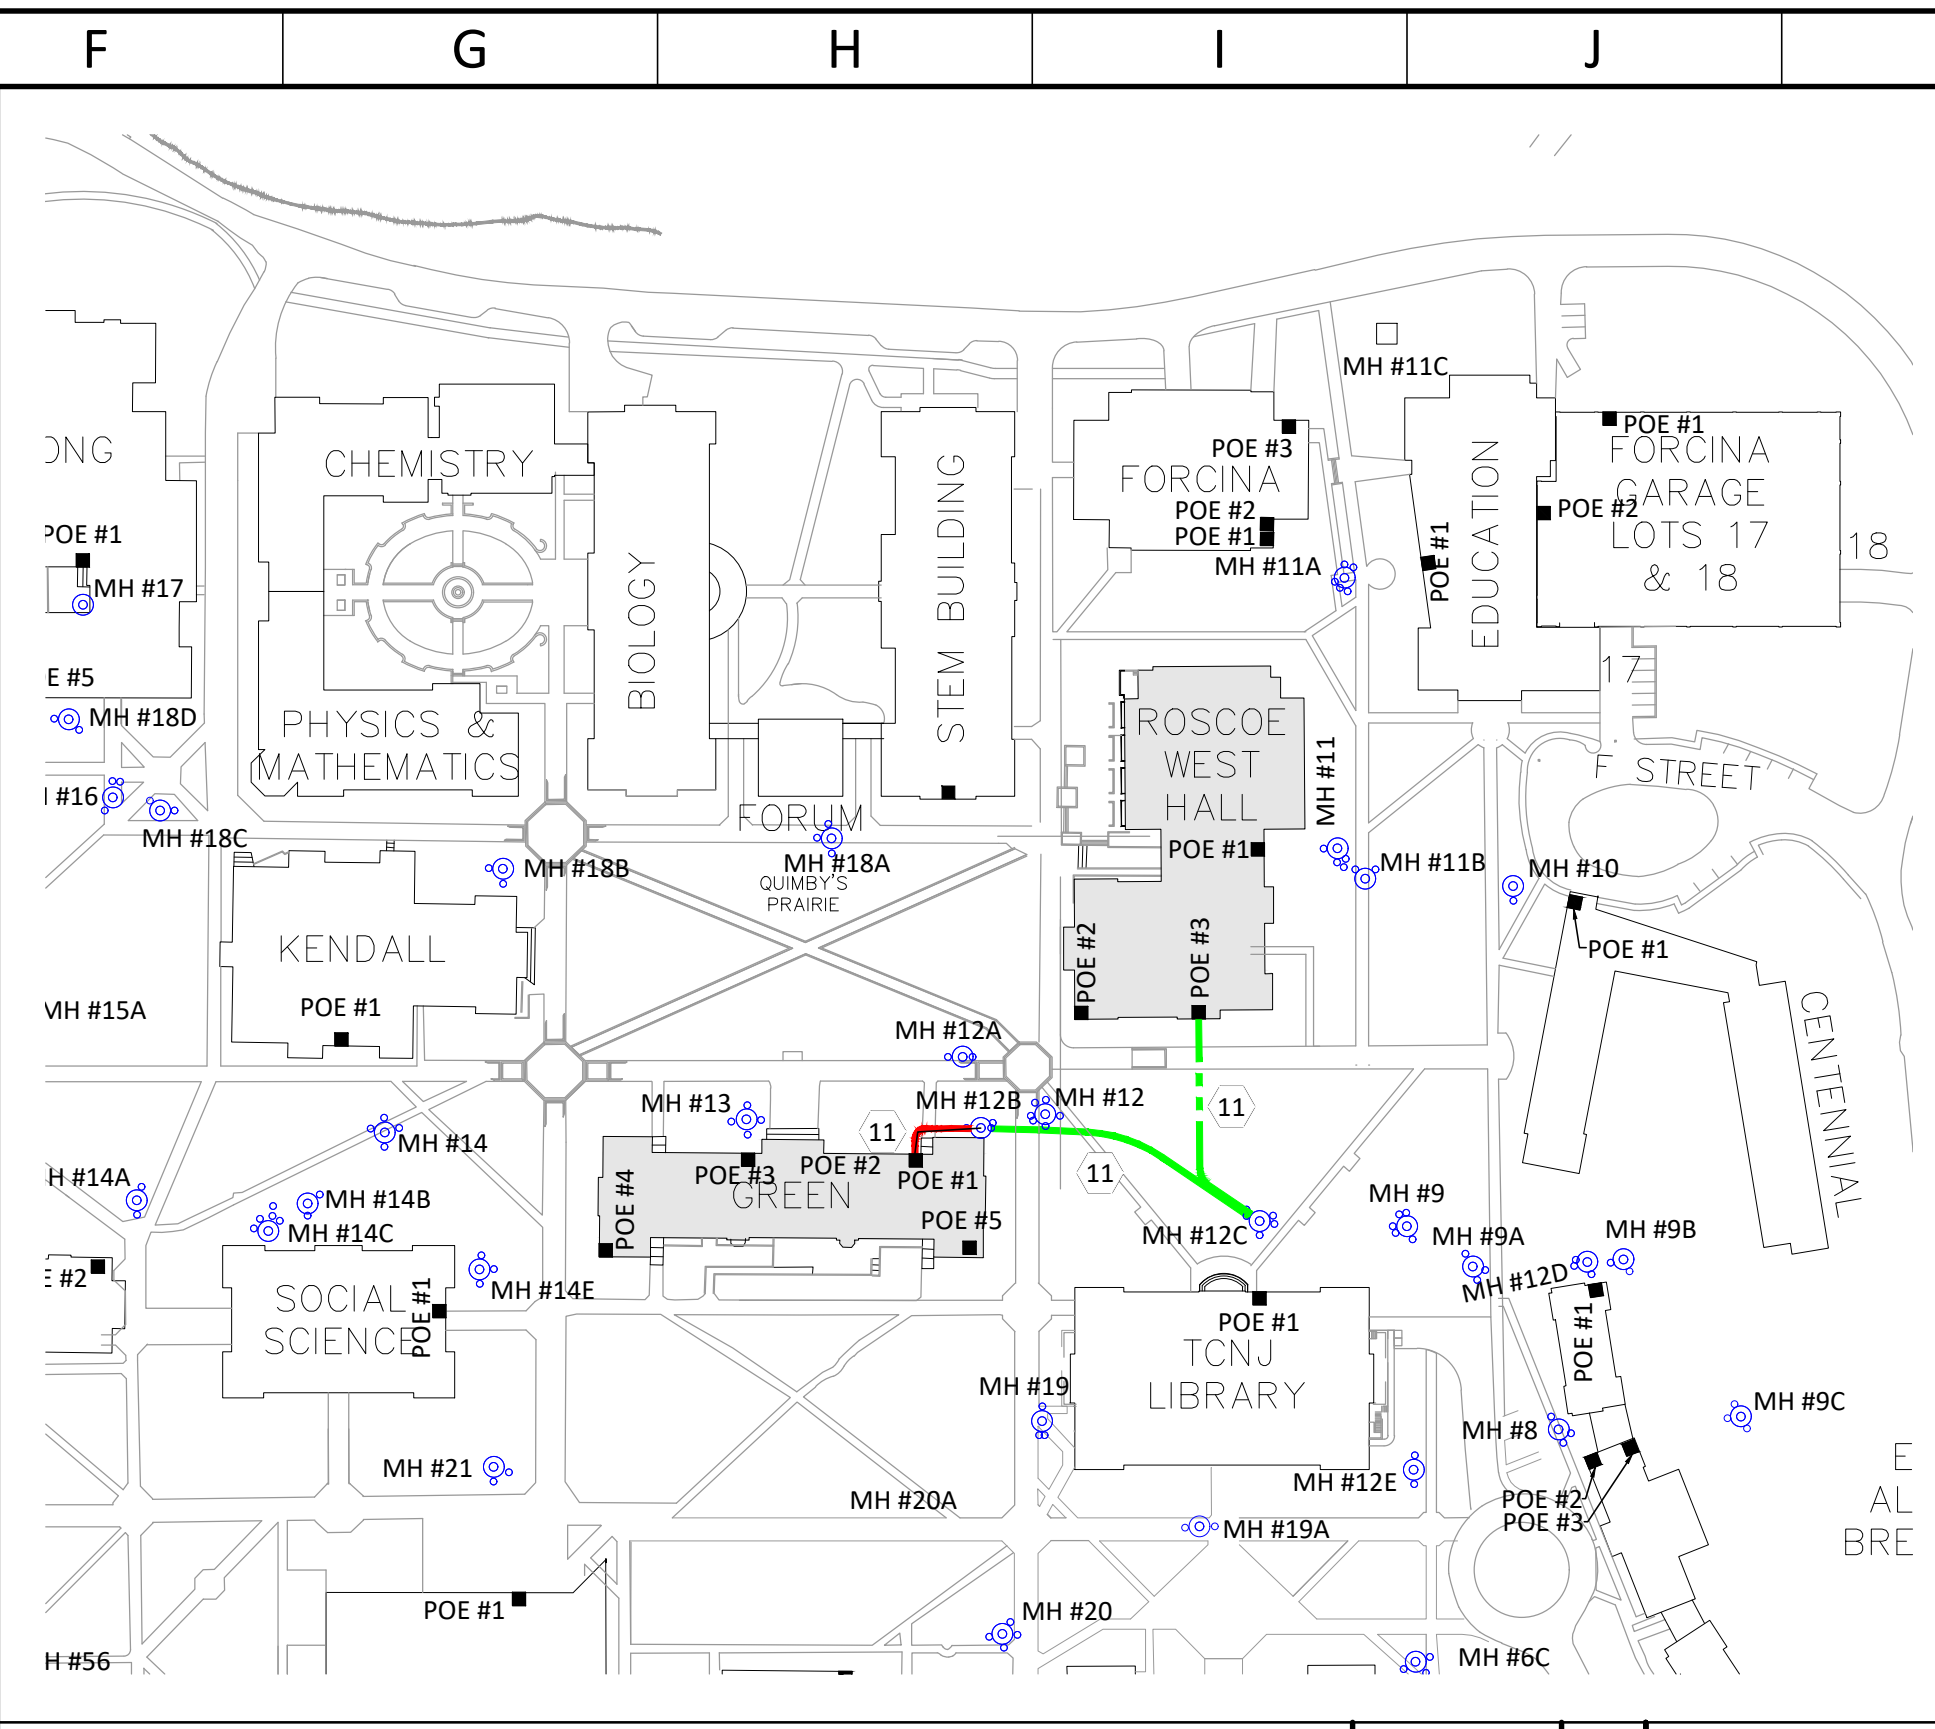 F G H I J
MH #11C
POE #1
POE #3
ONG
CHEMISTRY
FORCINA
EDUCATION
FORCINA
GARAGE
LOTS 17
& 18
POE #2
POE #1
POE #2
18
POE #1
POE #1
MH #11A
MH #17
BIOLOGY
STEM BUILDING
17
MH #18D
PHYSICS &
MATHEMATICS
ROSCOE
WEST
HALL
F STREET
#16
MH #18C
FORUM
MH #11
MH #18B
MH #18A
POE #1
MH #11B
MH #10
QUIMBY'S
PRAIRIE
KENDALL
POE #1
POE #2
POE #3
POE #1
MH #15A
MH #12A
CENTENNIAL
MH #13
MH #12B
MH #12
11
11
11
MH #14
POE #3
POE #2
POE #1
GREEN
POE #4
POE #5
MH #14B
MH #14C
MH #12C
MH #9
MH #9A
MH #9B
MH #12D
#2
MH #14E
SOCIAL
SCIENCE
POE #1
POE #1
TCNJ
LIBRARY
POE #1
MH #19
MH #9C
MH #8
MH #21
MH #12E
MH #20A
POE #2
POE #3
MH #19A
E
AL
BRE
POE #1
MH #20
MH #6C
#56